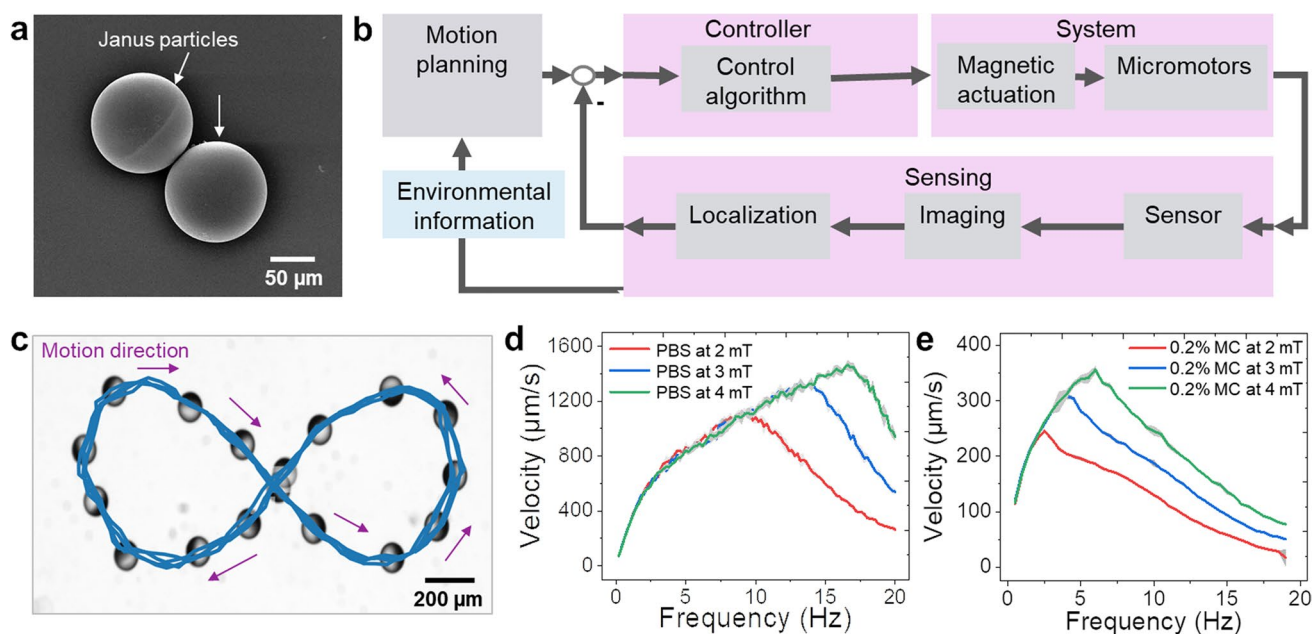 a
Janus particles
50 µm
b
Motion
planning
-
Controller
Control
algorithm
System
Magnetic
actuation
Micromotors
Environmental
information
Sensing
Localization
Imaging
Sensor
c
Motion direction
200 µm
d
Velocity (µm/s)
1600
1200
800
400
0
PBS at 2 mT
PBS at 3 mT
PBS at 4 mT
0
5
10
15
20
Frequency (Hz)
e
Velocity (µm/s)
400
300
200
100
0
0.2% MC at 2 mT
0.2% MC at 3 mT
0.2% MC at 4 mT
0
5
10
15
20
Frequency (Hz)